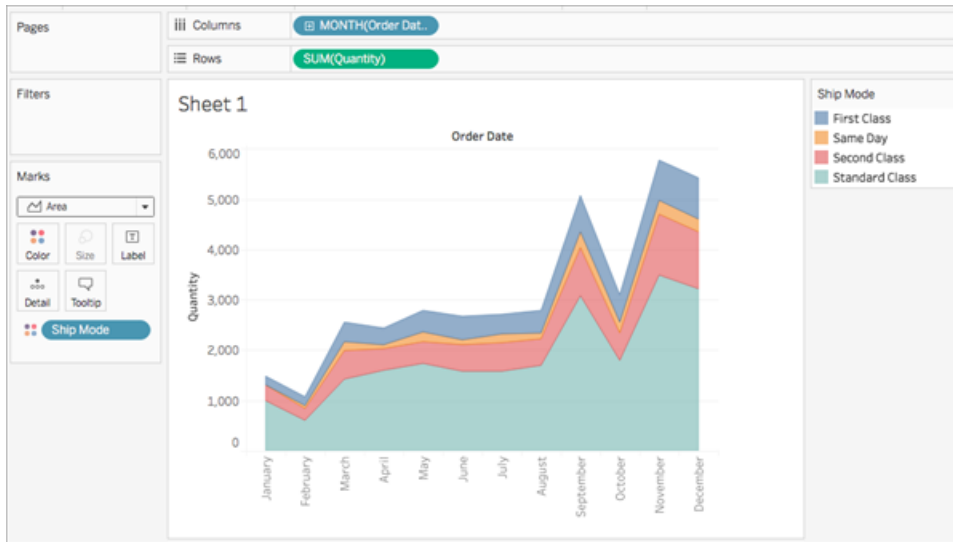 Pages
Columns
MONTH(Order Dat..
Rows
SUM(Quantity)
Filters
Marks
Area
Color
Size
Label
Detail
Tooltip
Ship Mode
Sheet 1
Order Date
Quantity
6,000
5,000
4,000
3,000
2,000
1,000
0
January
February
March
April
May
June
July
August
September
October
November
December
Ship Mode
First Class
Same Day
Second Class
Standard Class